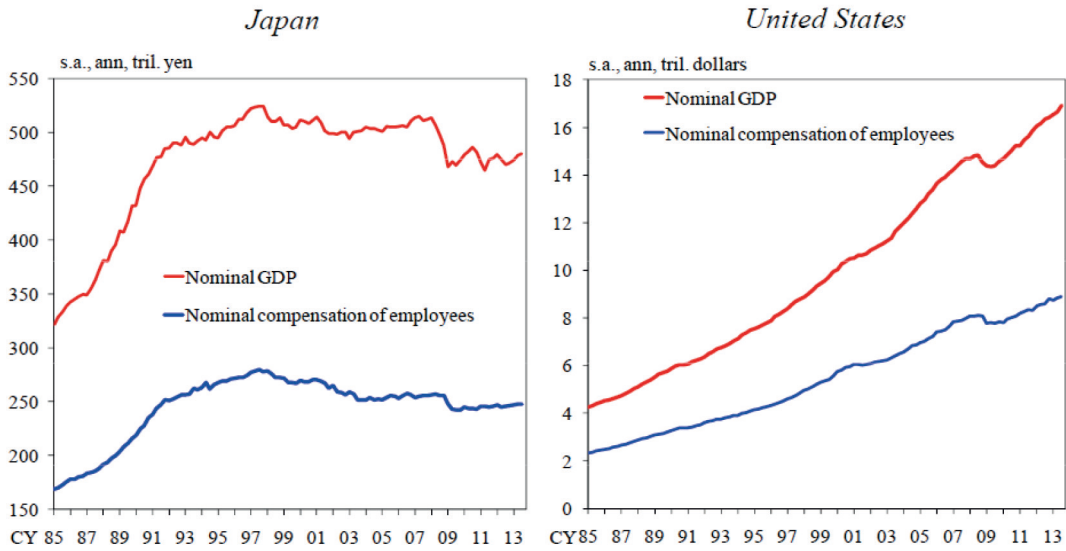 Japan
s.a., ann, tril. yen
550
500
450
400
350
300
250
200
150
Nominal GDP
Nominal compensation of employees
CY 85 87 89 91 93 95 97 99 01 03 05 07 09 11 13
United States
s.a., ann, tril. dollars
18
16
14
12
10
8
6
4
2
0
Nominal GDP
Nominal compensation of employees
CY 85 87 89 91 93 95 97 99 01 03 05 07 09 11 13